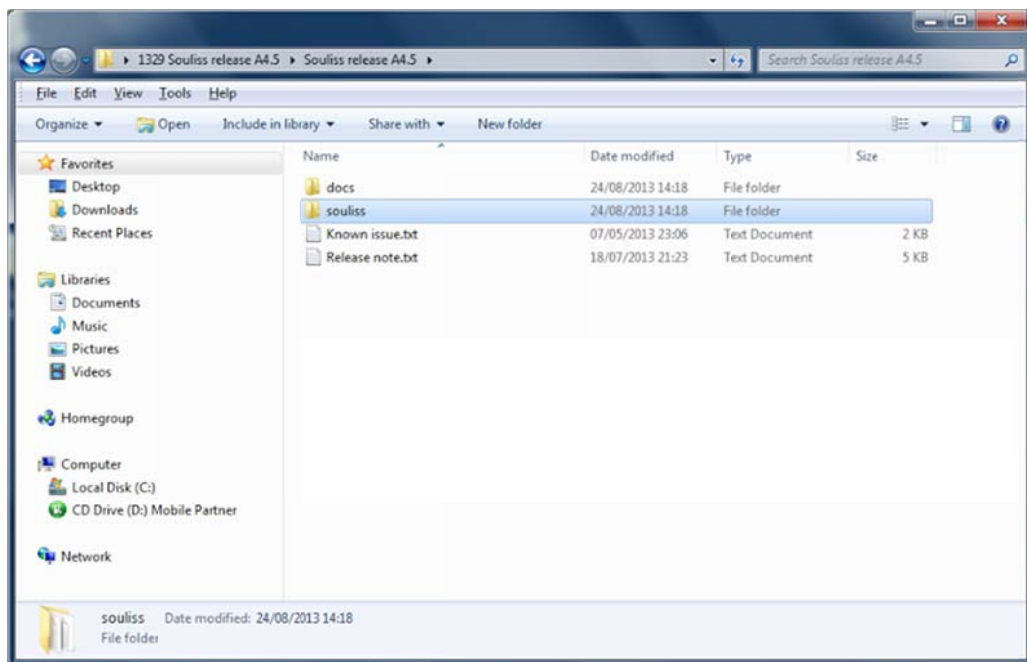 1329 Souliss release A4.5 Souliss release A4.5 Search Souliss release A4.5
File Edit View Tools Help
Organize Open Include in library Share with New folder
Favorites
Desktop
Downloads
Recent Places
Libraries
Documents
Music
Pictures
Videos
Homegroup
Computer
Local Disk (C:)
CD Drive (D:) Mobile Partner
Network
Name Date modified Type Size
docs 24/08/2013 14:18 File folder
souliss 24/08/2013 14:18 File folder
Known issue.txt 07/05/2013 23:06 Text Document 2 KB
Release note.txt 18/07/2013 21:23 Text Document 5 KB
souliss Date modified: 24/08/2013 14:18
File folder